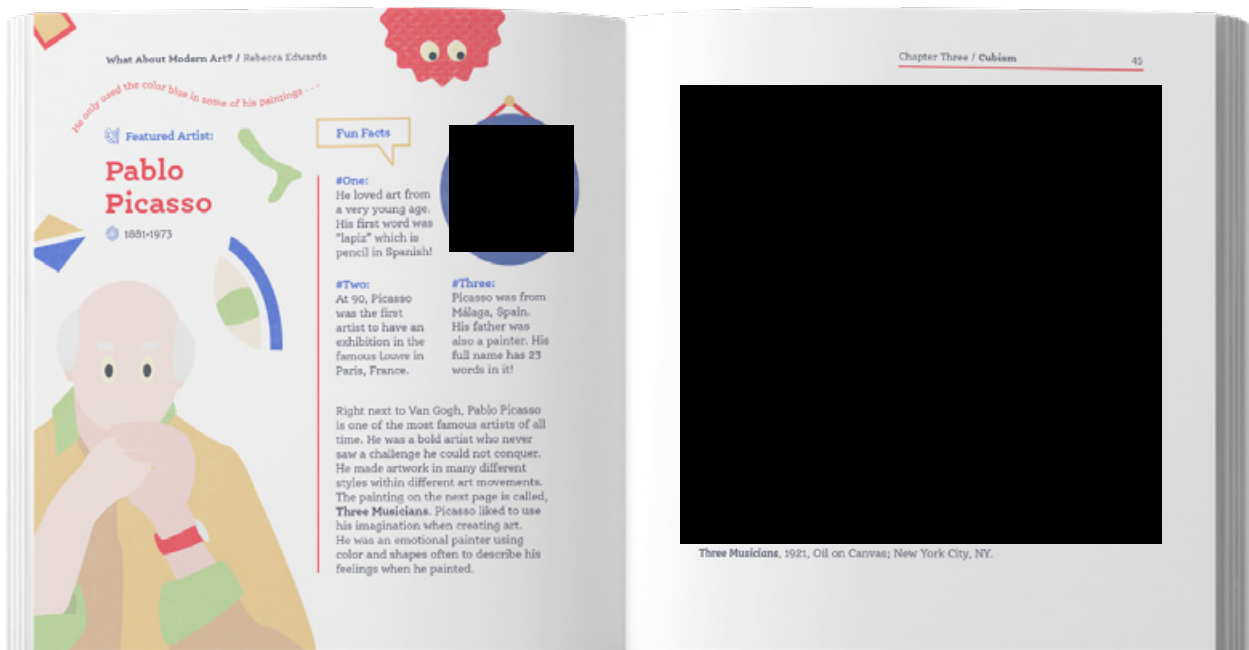 What About Modern Art? / Rebecca Edwards
He only used the color blue in some of his paintings . . .
Featured Artist:
Pablo
Picasso
1881-1973
Fun Facts
#One:
He loved art from
a very young age.
His first word was
"lapiz" which is
pencil in Spanish!
#Two:
At 90, Picasso
was the first
artist to have an
exhibition in the
famous Louvre in
Paris, France.
#Three:
Picasso was from
Málaga, Spain.
His father was
also a painter. His
full name has 23
words in it!
Right next to Van Gogh, Pablo Picasso
is one of the most famous artists of all
time. He was a bold artist who never
saw a challenge he could not conquer.
He made artwork in many different
styles within different art movements.
The painting on the next page is called,
Three Musicians. Picasso liked to use
his imagination when creating art.
He was an emotional painter using
color and shapes often to describe his
feelings when he painted.
Chapter Three / Cubism 45
Three Musicians, 1921, Oil on Canvas; New York City, NY.